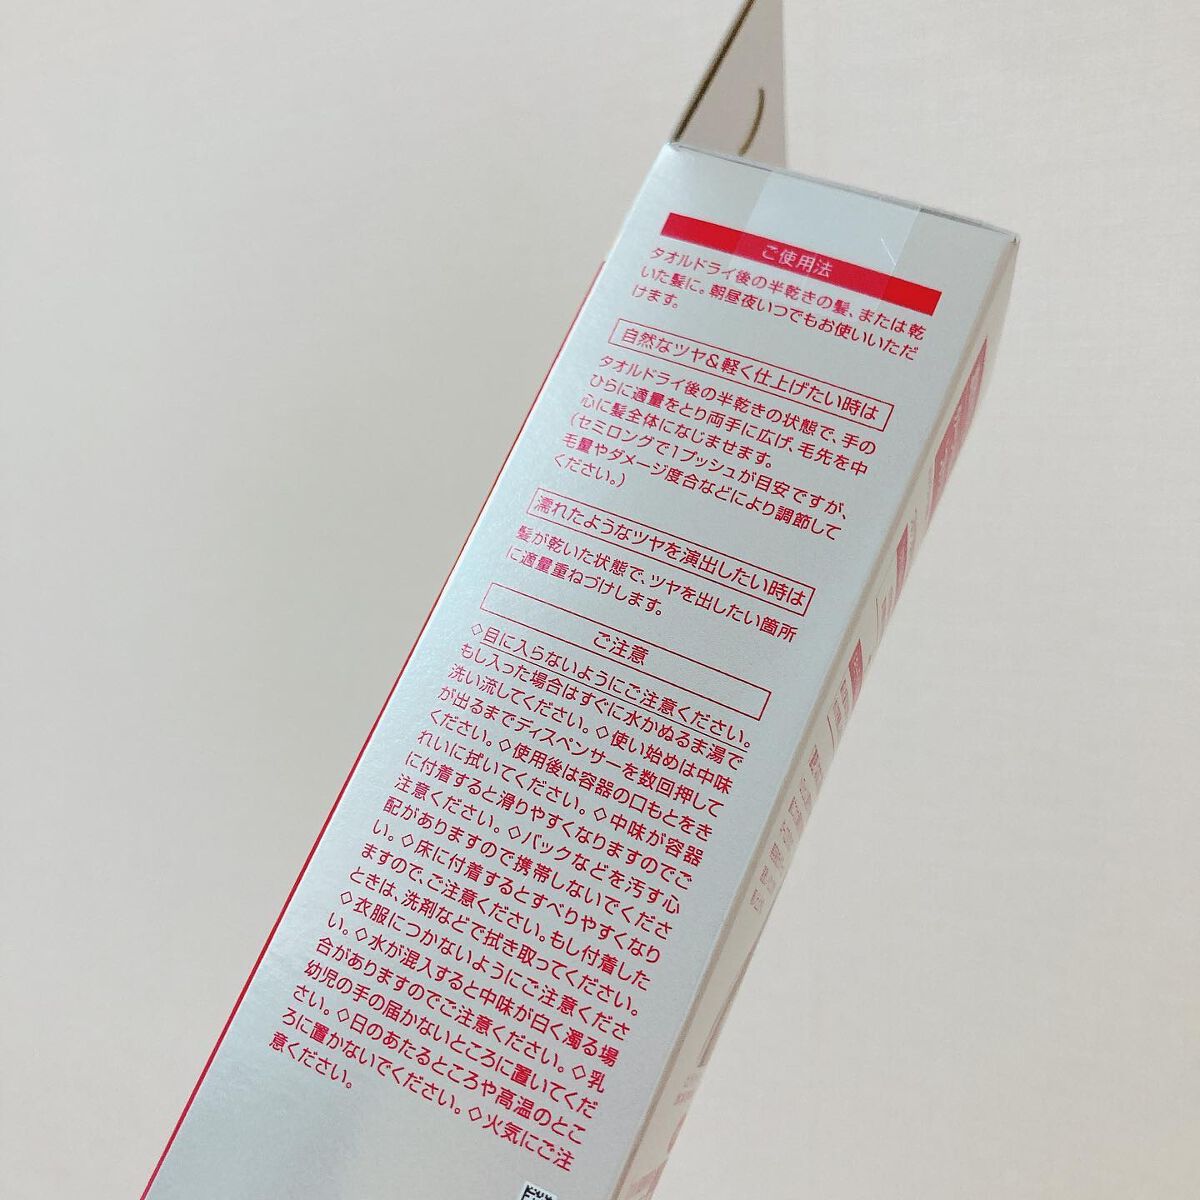 ご使用法
タオルドライ後の半乾きの髪、または乾
いた髪に。朝昼夜いつでもお使いいただ
けます。
自然なツヤ&軽く仕上げたい時は
タオルドライ後の半乾きの状態で、手の
ひらに適量をとり両手に広げ、毛先を中
心に髪全体になじませます。
(セミロングで1プッシュが目安ですが、
毛量やダメージ度合などにより調節して
ください。)
濡れたようなツヤを演出したい時は
髪が乾いた状態で、ツヤを出したい箇所
に適量重ねづけします。
ご注意
◇目に入らないようにご注意ください。
もし入った場合はすぐに水かぬるま湯で
洗い流してください。◇使い始めは中味
が出るまでディスペンサーを数回押して
ください。◇使用後は容器の口もとをき
れいに拭いてください。◇中味が容器
に付着すると滑りやすくなりますのでご
注意ください。◇バックなどを汚す心
配がありますので携帯しないでくださ
い。◇床に付着するとすべりやすくなり
ますので、ご注意ください。もし付着した
ときは、洗剤などで拭き取ってください。
◇衣服につかないようにご注意くださ
い。◇水が混入すると中味が白く濁る場
合がありますのでご注意ください。◇乳
幼児の手の届かないところに置いてくだ
さい。◇日のあたるところや高温のとこ
ろに置かないでください。◇火気にご注
意ください。